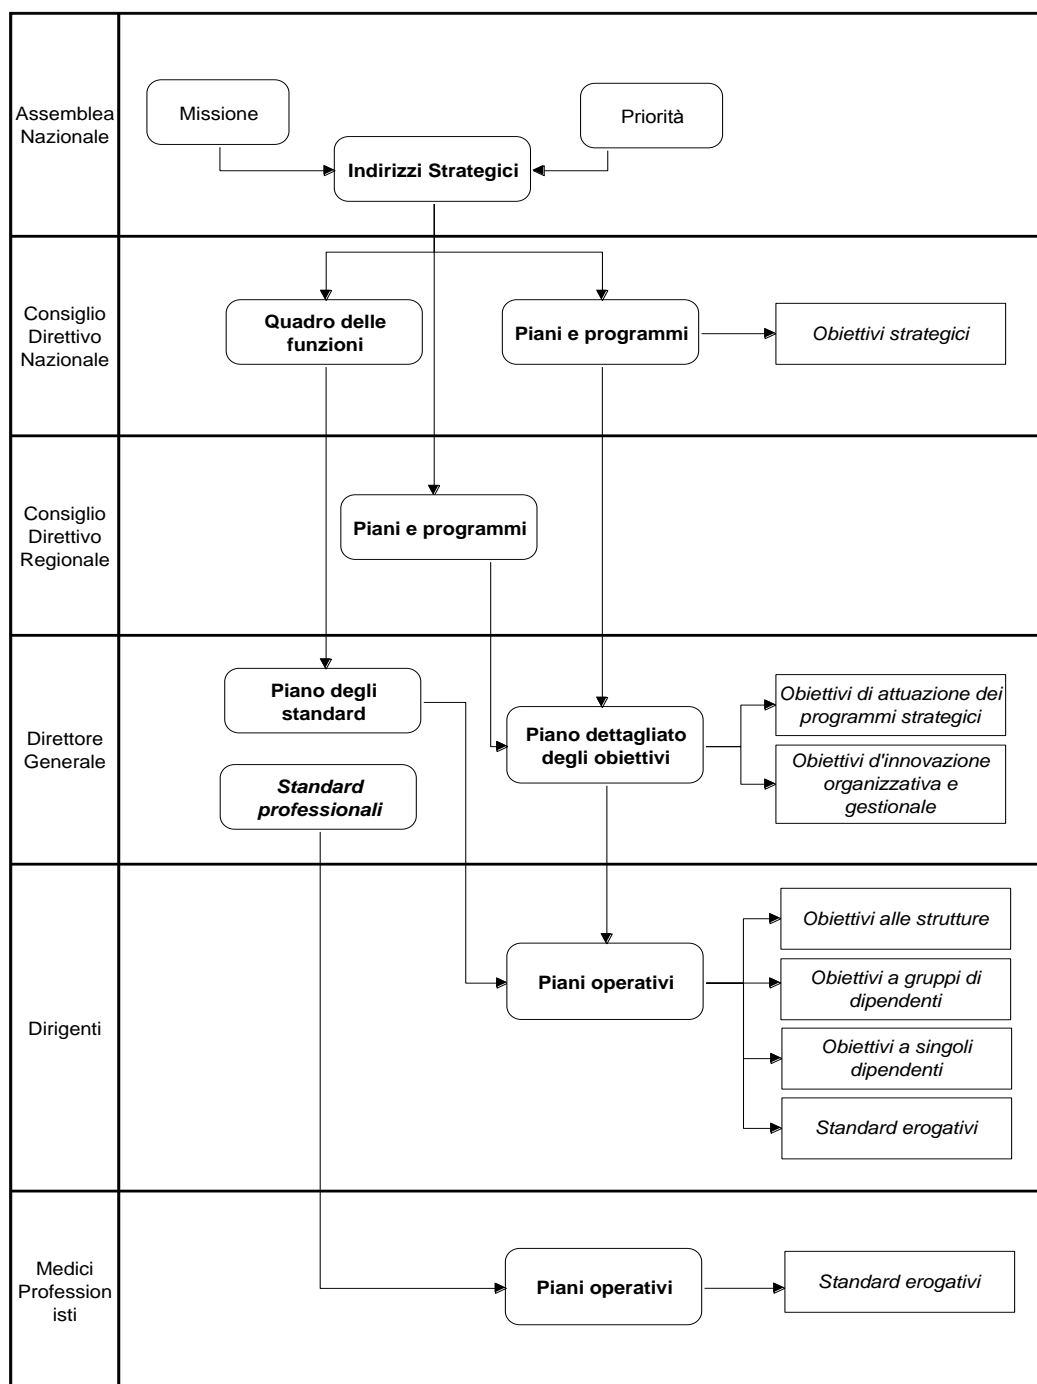 Assemblea
Nazionale
Missione
Priorità
Indirizzi Strategici
Consiglio
Direttivo
Nazionale
Quadro delle
funzioni
Piani e programmi
Obiettivi strategici
Consiglio
Direttivo
Regionale
Piani e programmi
Direttore
Generale
Piano degli
standard
Standard
professionali
Piano dettagliato
degli obiettivi
Obiettivi di attuazione dei
programmi strategici
Obiettivi d'innovazione
organizzativa e
gestionale
Dirigenti
Piani operativi
Obiettivi alle strutture
Obiettivi a gruppi di
dipendenti
Obiettivi a singoli
dipendenti
Standard erogativi
Medici
Profession
isti
Piani operativi
Standard erogativi